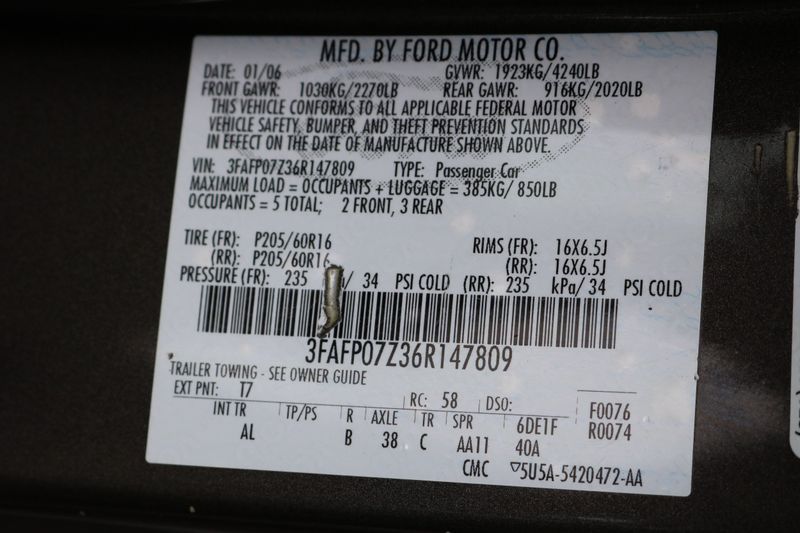 MFD. BY FORD MOTOR CO.
DATE: 01/06 GVWR: 1923KG/4240LB
FRONT GAWR: 1030KG/2270LB REAR GAWR: 916KG/2020LB
THIS VEHICLE CONFORMS TO ALL APPLICABLE FEDERAL MOTOR
VEHICLE SAFETY, BUMPER, AND THEFT PREVENTION STANDARDS
IN EFFECT ON THE DATE OF MANUFACTURE SHOWN ABOVE.
VIN: 3FAFP07Z36R147809 TYPE: Passenger Car
MAXIMUM LOAD = OCCUPANTS + LUGGAGE = 385KG/ 850LB
OCCUPANTS = 5 TOTAL; 2 FRONT, 3 REAR
TIRE (FR): P205/60R16 RIMS (FR): 16X6.5J
(RR): P205/60R16 (RR): 16X6.5J
PRESSURE (FR): 235 / 34 PSI COLD (RR): 235 kPa/ 34 PSI COLD
3FAFP07Z36R147809
TRAILER TOWING - SEE OWNER GUIDE
EXT PNT: T7 RC: 58 DSO: F0076
INT TR TP/PS R AXLE TR SPR 6DE1F R0074
AL B 38 C AA11 40A
CMC 5U5A-5420472-AA